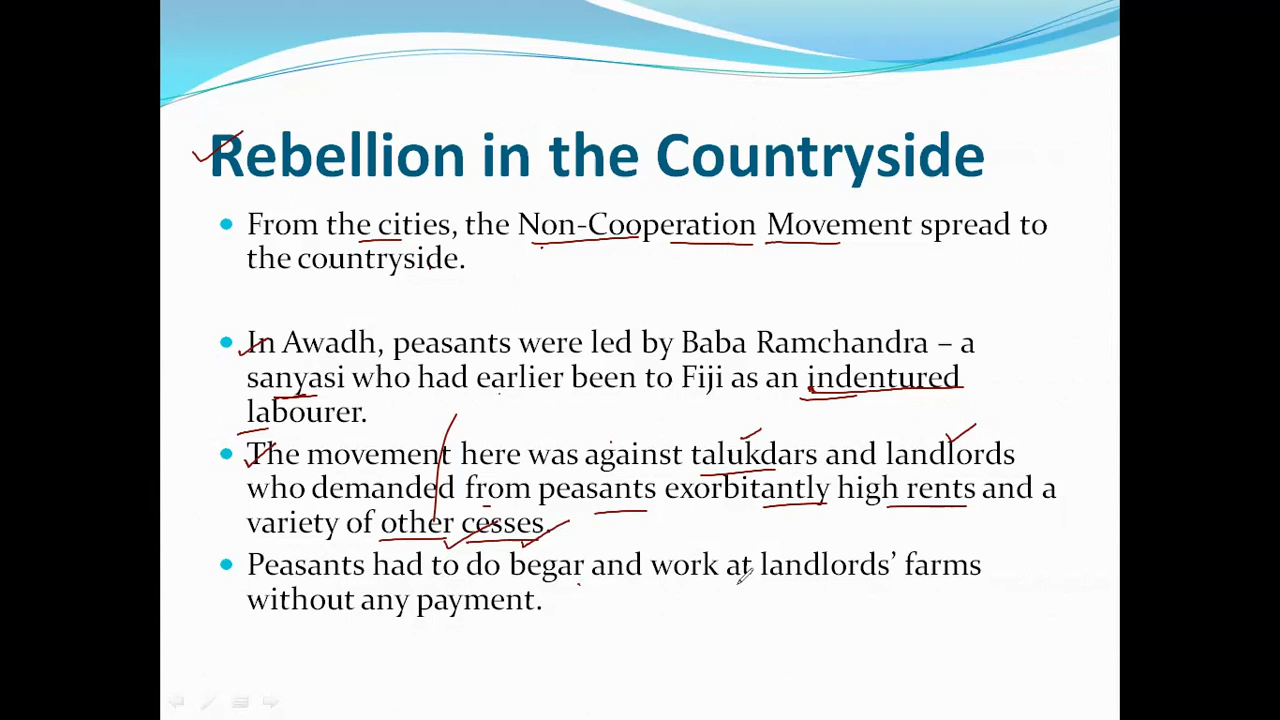 Rebellion in the Countryside
From the cities, the Non-Cooperation Movement spread to
the countryside.
In Awadh, peasants were led by Baba Ramchandra – a
sanyasi who had earlier been to Fiji as an indentured
labourer.
The movement here was against talukdars and landlords
who demanded from peasants exorbitantly high rents and a
variety of other cesses.
Peasants had to do begar and work at landlords’ farms
without any payment.